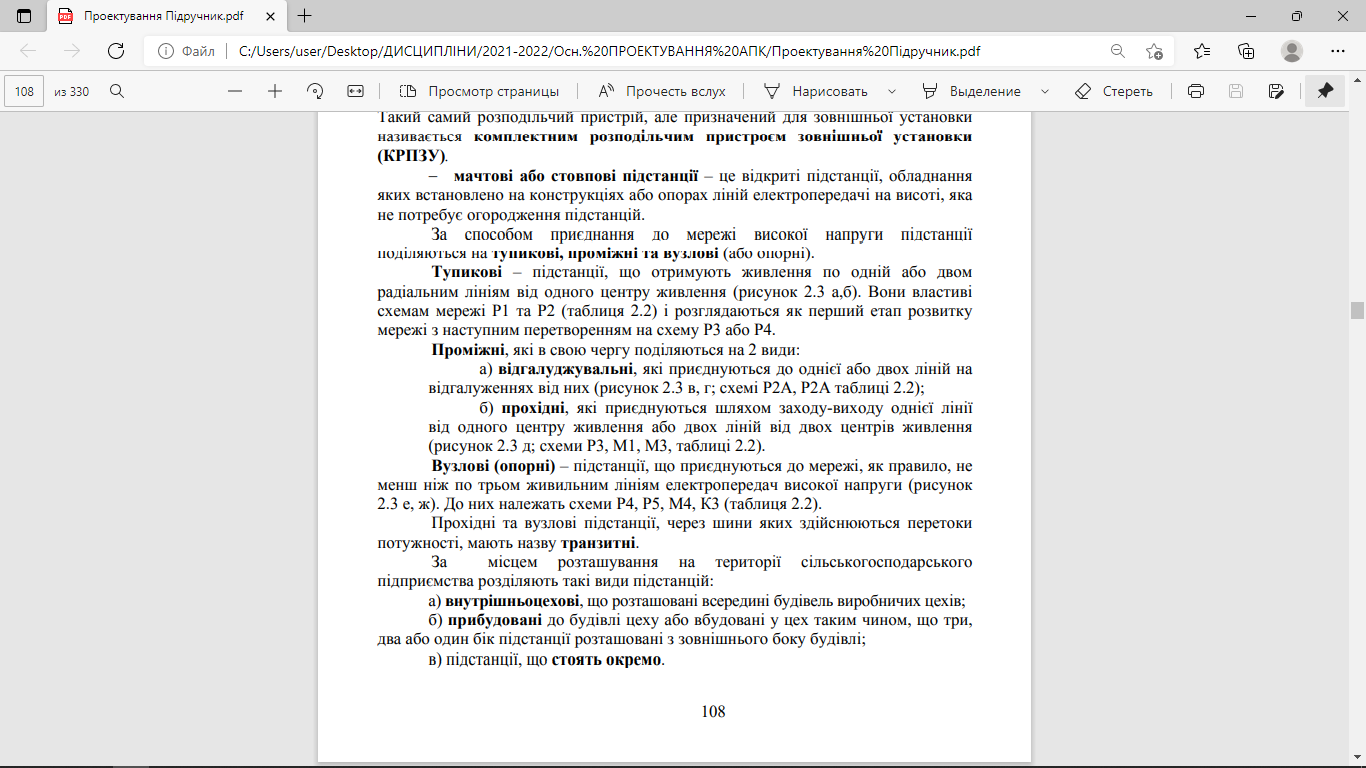 Проектування Підручник.pdf
Файл
C:/Users/user/Desktop/ДИСЦИПЛІНИ/2021-2022/Осн.%20ПРОЕКТУВАННЯ%20АПК/Проектування%20Підручник.pdf
108 из 330 Просмотр страницы Прочесть вслух Нарисовать Выделение Стереть
Такий самий розподільчий пристрій, але призначений для зовнішньої установки
називається комплектним розподільчим пристроєм зовнішньої установки
(КРПЗУ).
– мачтові або стовпові підстанції – це відкриті підстанції, обладнання
яких встановлено на конструкціях або опорах ліній електропередачі на висоті, яка
не потребує огородження підстанцій.
За способом приєднання до мережі високої напруги підстанції
поділяються на тупикові, проміжні та вузлові (або опорні).
Тупикові – підстанції, що отримують живлення по одній або двом
радіальним лініям від одного центру живлення (рисунок 2.3 а,б). Вони властиві
схемам мережі Р1 та Р2 (таблиця 2.2) і розглядаються як перший етап розвитку
мережі з наступним перетворенням на схему Р3 або Р4.
Проміжні, які в свою чергу поділяються на 2 види:
а) відгалуджувальні, які приєднуються до однієї або двох ліній на
відгалуженнях від них (рисунок 2.3 в, г; схемі Р2А, Р2А таблиці 2.2);
б) прохідні, які приєднуються шляхом заходу-виходу однієї лінії
від одного центру живлення або двох ліній від двох центрів живлення
(рисунок 2.3 д; схеми Р3, М1, М3, таблиці 2.2).
Вузлові (опорні) – підстанції, що приєднуються до мережі, як правило, не
менш ніж по трьом живильним лініям електропередач високої напруги (рисунок
2.3 е, ж). До них належать схеми Р4, Р5, М4, К3 (таблиця 2.2).
Прохідні та вузлові підстанції, через шини яких здійснюються перетоки
потужності, мають назву транзитні.
За місцем розташування на території сільськогосподарського
підприємства розділяють такі види підстанцій:
а) внутрішньоцехові, що розташовані всередині будівель виробничих цехів;
б) прибудовані до будівлі цеху або вбудовані у цех таким чином, що три,
два або один бік підстанції розташовані з зовнішнього боку будівлі;
в) підстанції, що стоять окремо.
108